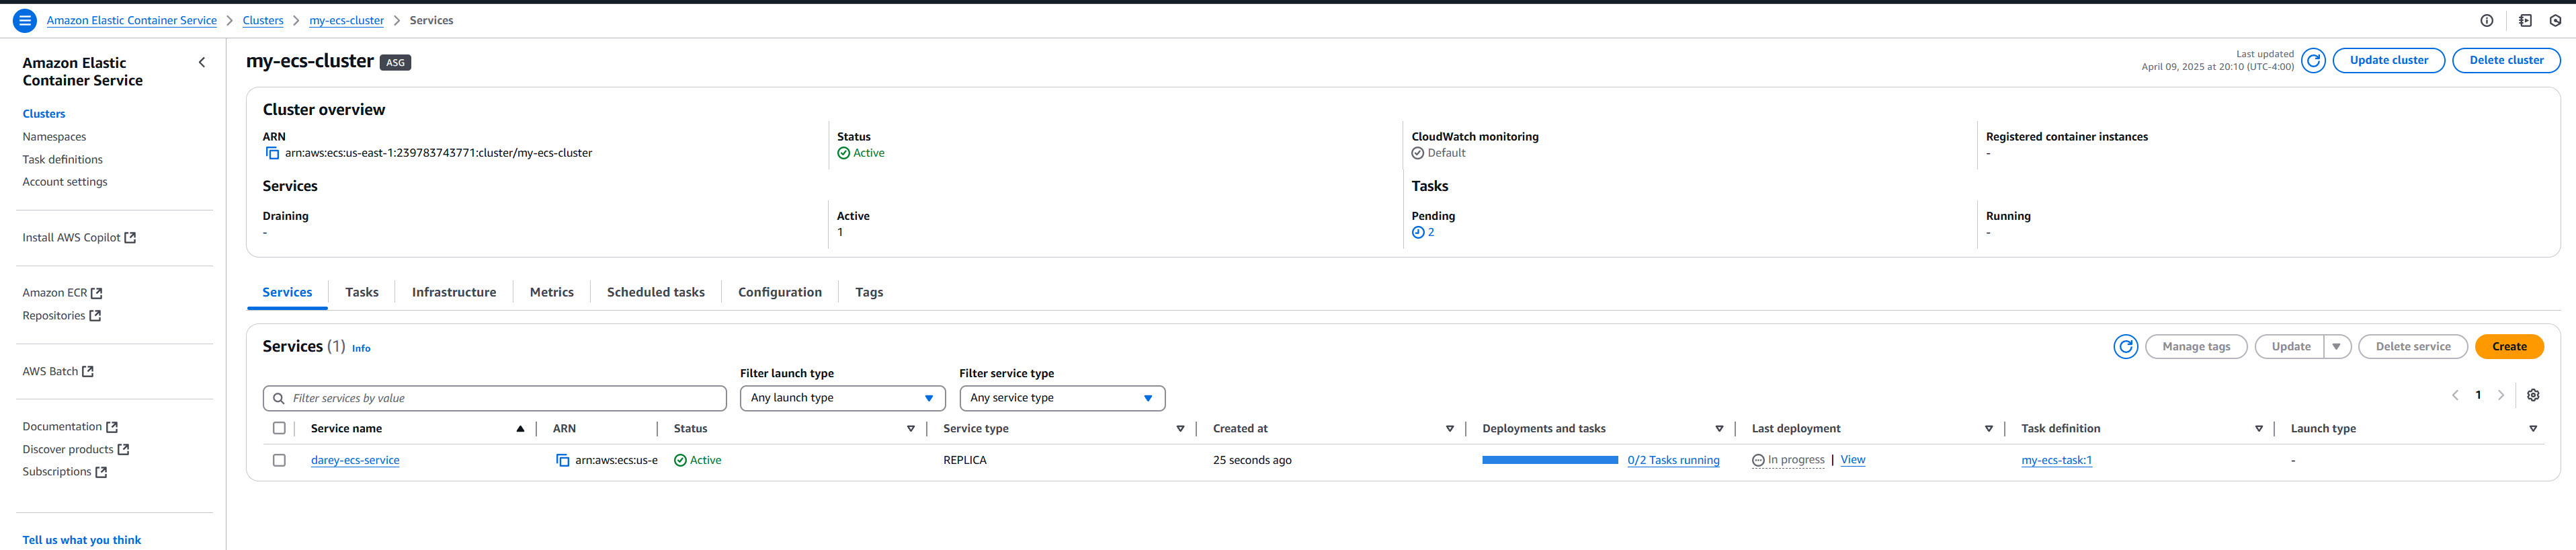 Amazon Elastic Container Service > Clusters > my-ecs-cluster > Services
Amazon Elastic
Container Service
Clusters
Namespaces
Task definitions
Account settings
Install AWS Copilot
Amazon ECR
Repositories
AWS Batch
Documentation
Discover products
Subscriptions
Tell us what you think
my-ecs-cluster ASG
Last updated
April 09, 2025 at 20:10 (UTC-4:00)
Update cluster
Delete cluster
Cluster overview
ARN
arn:aws:ecs:us-east-1:239783743771:cluster/my-ecs-cluster
Status
Active
CloudWatch monitoring
Default
Registered container instances
-
Services
Draining
-
Active
1
Tasks
Pending
2
Running
-
Services Tasks Infrastructure Metrics Scheduled tasks Configuration Tags
Services (1) Info
Manage tags
Update
Delete service
Create
Filter services by value
Filter launch type
Any launch type
Filter service type
Any service type
1
Service name ARN Status Service type Created at Deployments and tasks Last deployment Task definition Launch type
darey-ecs-service arn:aws:ecs:us-e Active REPLICA 25 seconds ago 0/2 Tasks running In progress | View my-ecs-task:1 -